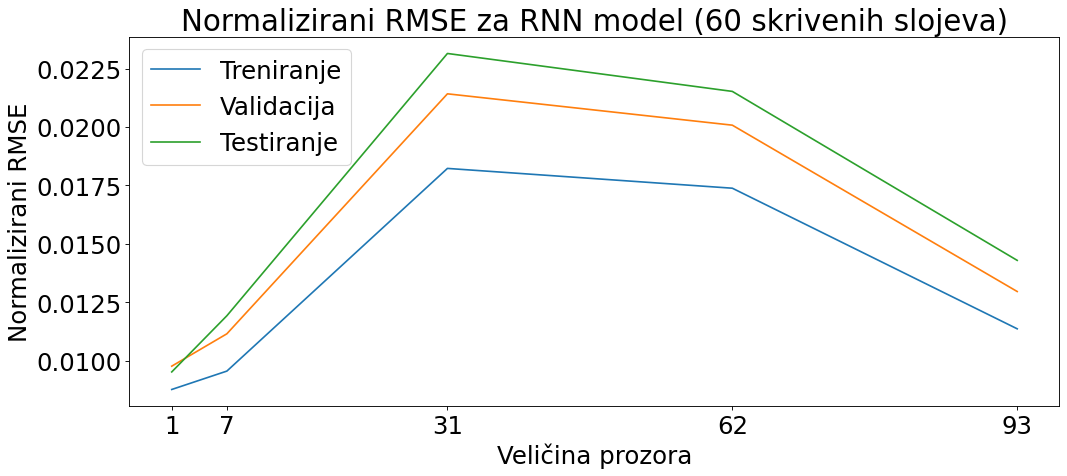 Normalizirani RMSE za RNN model (60 skrivenih slojeva)
Treniranje
Validacija
Testiranje
Normalizirani RMSE
0.0225
0.0200
0.0175
0.0150
0.0125
0.0100
1 7 31 62 93
Veličina prozora